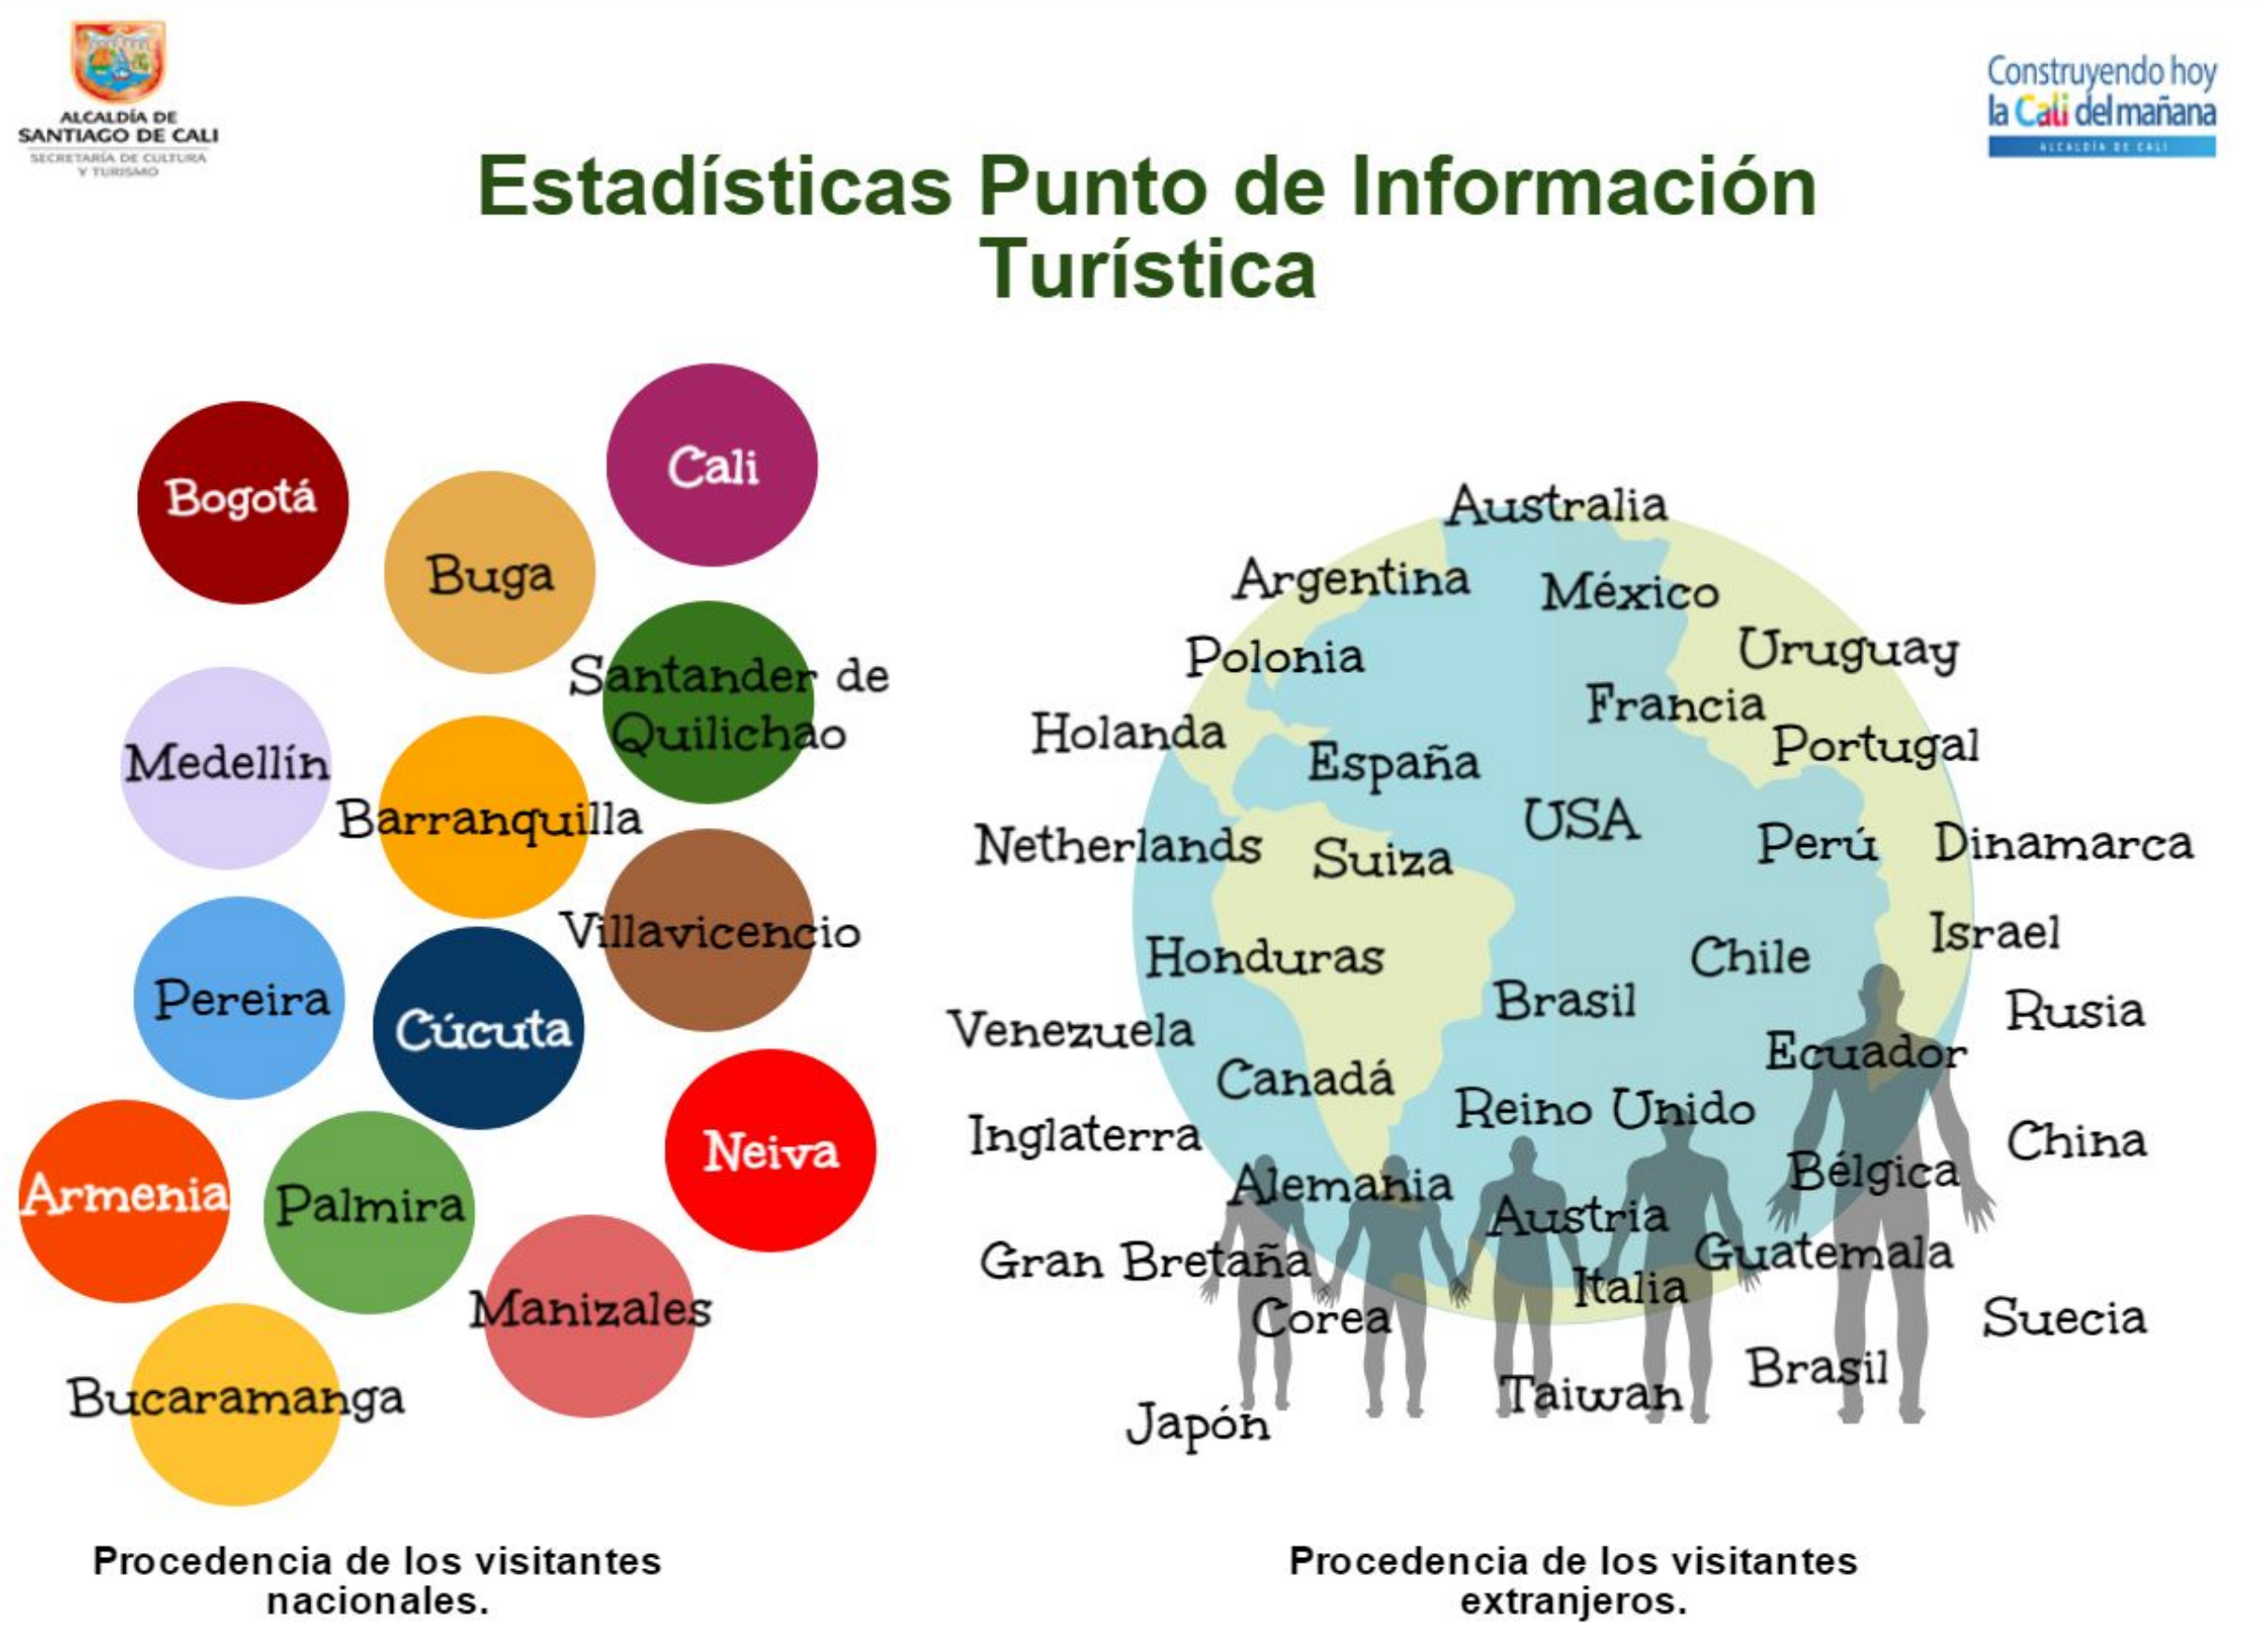 ALCALDÍA DE
SANTIAGO DE CALI
SECRETARÍA DE CULTURA
Y TURISMO
Construyendo hoy
la Cali del mañana
ALCALDÍA DE CALI
Estadísticas Punto de Información
Turística
Bogotá
Buga
Cali
Santander de
Quilichao
Medellín
Barranquilla
Villavicencio
Pereira
Cúcuta
Neiva
Armenia
Palmira
Manizales
Bucaramanga
Procedencia de los visitantes
nacionales.
Australia
Argentina
México
Polonia
Uruguay
Francia
Holanda
España
Portugal
USA
Netherlands
Suiza
Perú
Dinamarca
Israel
Honduras
Chile
Brasil
Rusia
Venezuela
Ecuador
Canadá
Reino Unido
Inglaterra
China
Bélgica
Alemania
Austria
Gran Bretaña
Guatemala
Italia
Corea
Suecia
Brasil
Taiwan
Japón
Procedencia de los visitantes
extranjeros.